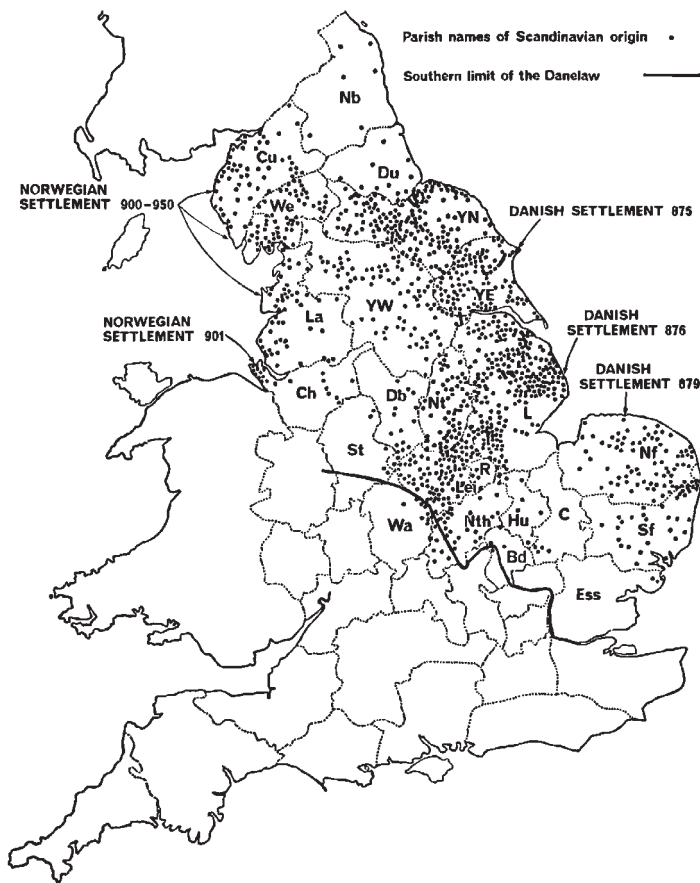 Parish names of Scandinavian origin
Southern limit of the Danelaw
Nb
Cu
Du
NORWEGIAN
SETTLEMENT 900–950
We
YN
DANISH SETTLEMENT 875
YE
La
YW
NORWEGIAN
SETTLEMENT 901
DANISH
SETTLEMENT
876
DANISH
SETTLEMENT
879
Ch
Db
Nt
L
St
Nf
R
Lei
Wa
Nth
Hu
C
Sf
Bd
Ess